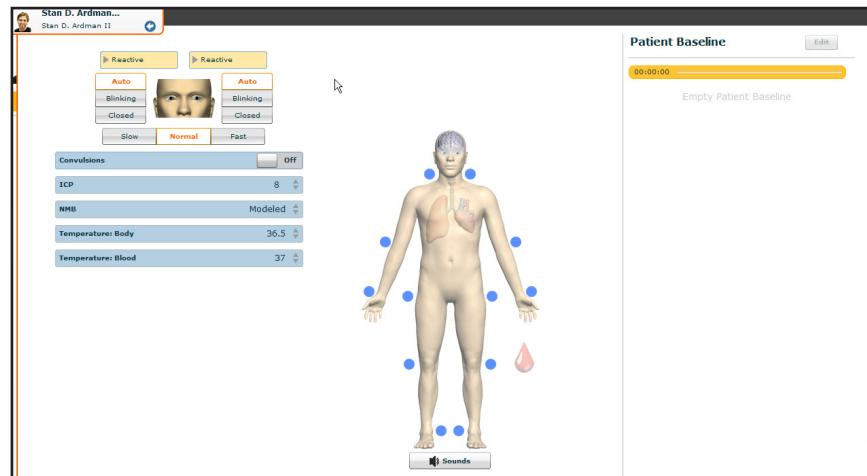 Stan D. Ardman...
Stan D. Ardman II
Patient Baseline
Edit
00:00:00
Empty Patient Baseline
Reactive
Reactive
Auto
Auto
Blinking
Blinking
Closed
Closed
Slow
Normal
Fast
Convulsions
Off
ICP
8
NMB
Modeled
Temperature: Body
36.5
Temperature: Blood
37
Sounds